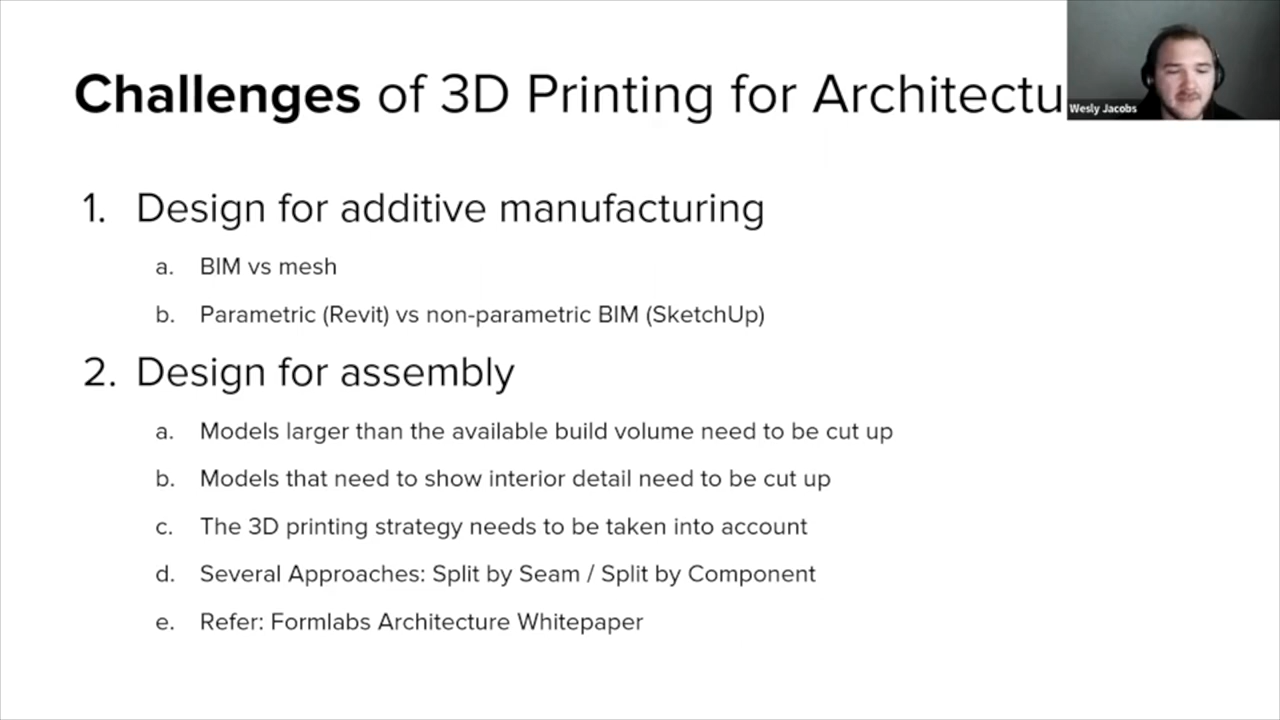 Challenges of 3D Printing for Architectu
Wesly Jacobs
1. Design for additive manufacturing
a. BIM vs mesh
b. Parametric (Revit) vs non-parametric BIM (SketchUp)
2. Design for assembly
a. Models larger than the available build volume need to be cut up
b. Models that need to show interior detail need to be cut up
c. The 3D printing strategy needs to be taken into account
d. Several Approaches: Split by Seam / Split by Component
e. Refer: Formlabs Architecture Whitepaper